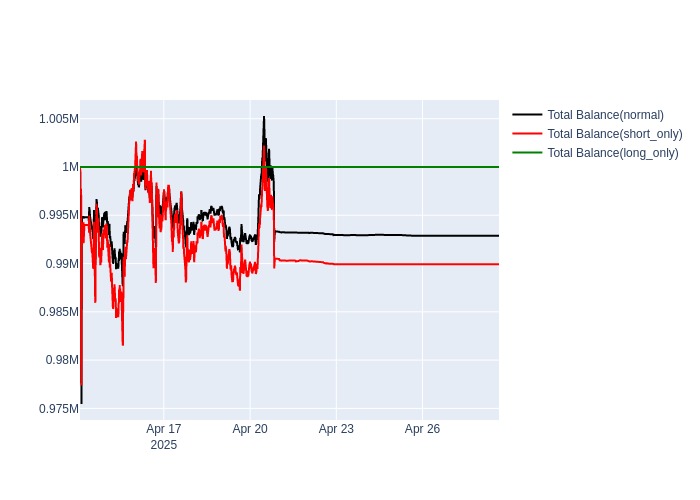 1.005M
1M
0.995M
0.99M
0.985M
0.98M
0.975M
Apr 17
2025
Apr 20
Apr 23
Apr 26
Total Balance(normal)
Total Balance(short_only)
Total Balance(long_only)